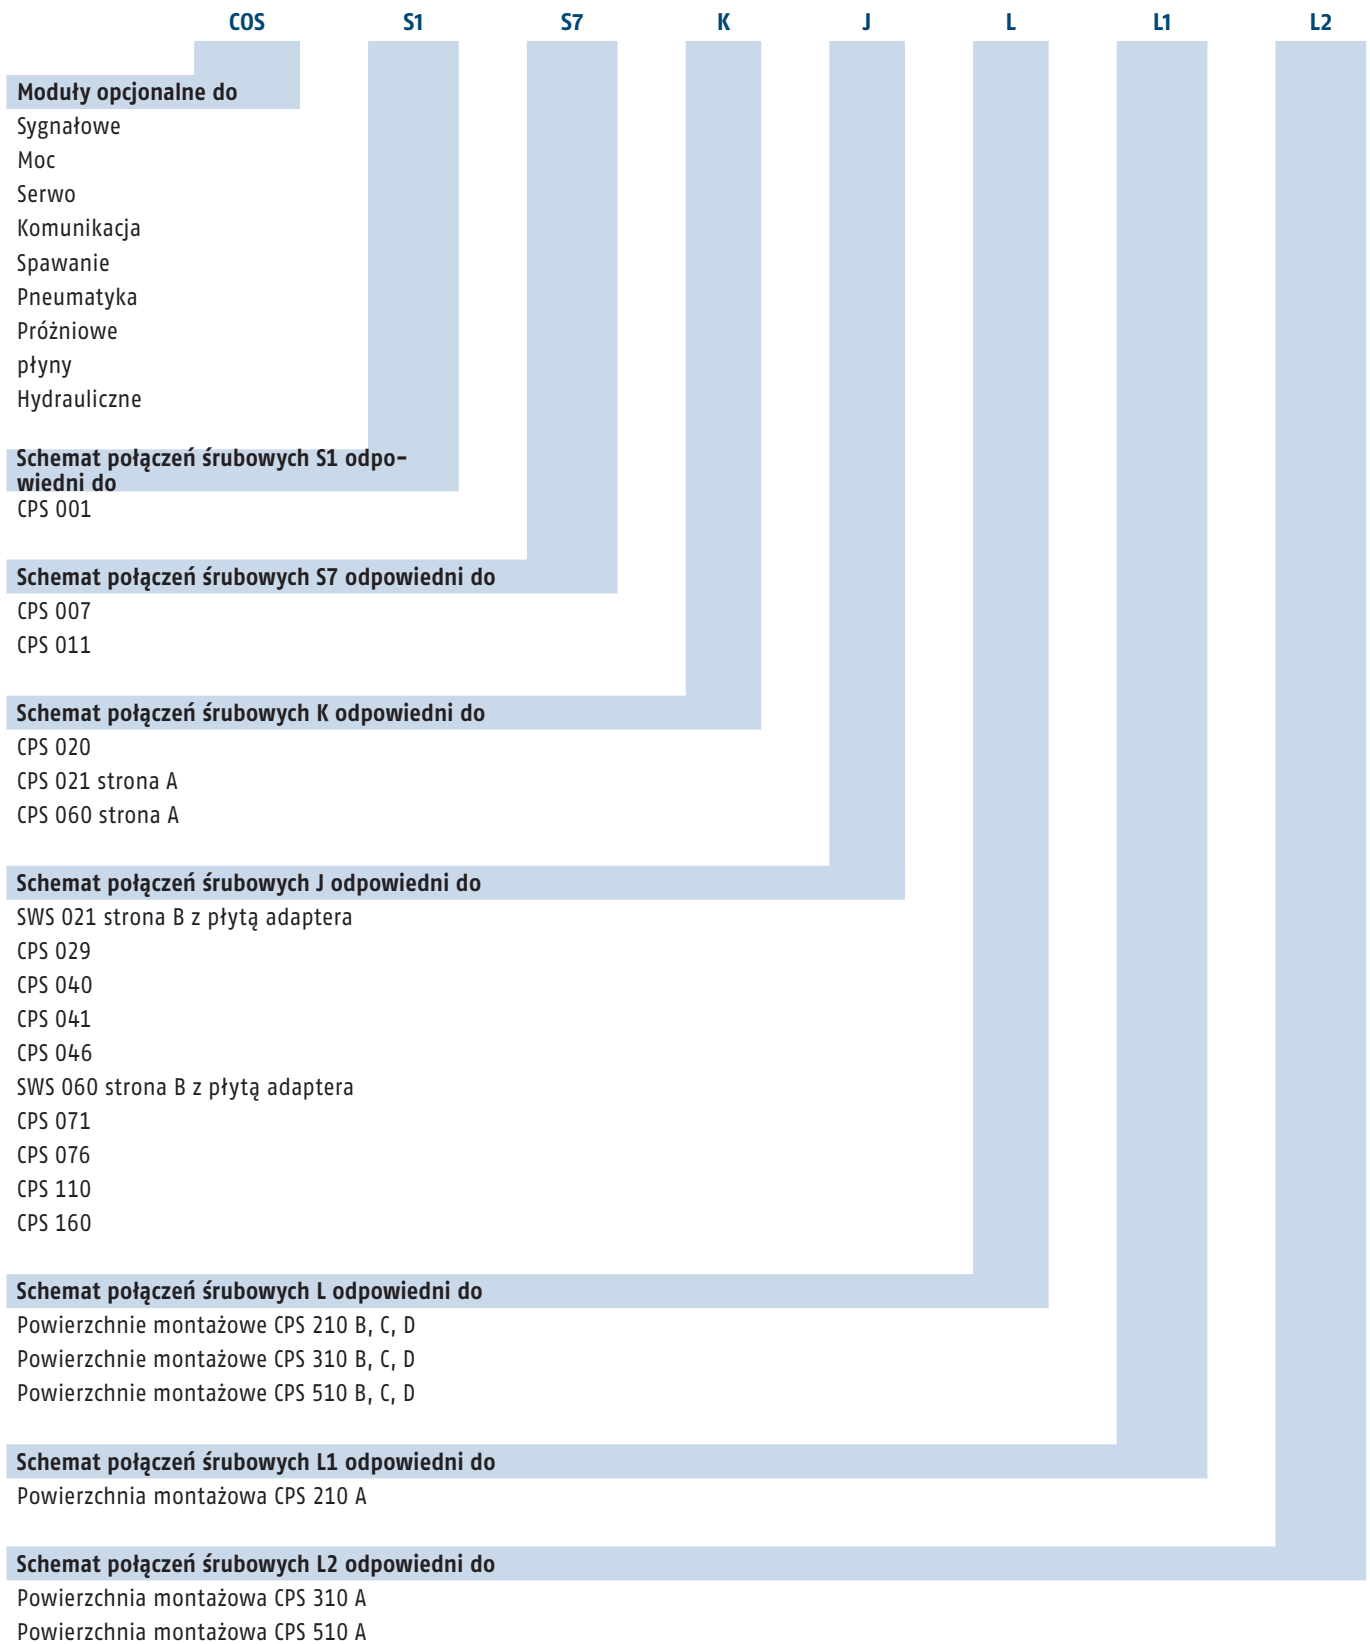 COS S1 S7 K J L L1 L2
Moduły opcjonalne do
Sygnałowe
Moc
Serwo
Komunikacja
Spawanie
Pneumatyka
Próżniowe
płyny
Hydrauliczne
Schemat połączeń śrubowych S1 odpo-
wiedni do
CPS 001
Schemat połączeń śrubowych S7 odpowiedni do
CPS 007
CPS 011
Schemat połączeń śrubowych K odpowiedni do
CPS 020
CPS 021 strona A
CPS 060 strona A
Schemat połączeń śrubowych J odpowiedni do
SWS 021 strona B z płytą adaptera
CPS 029
CPS 040
CPS 041
CPS 046
SWS 060 strona B z płytą adaptera
CPS 071
CPS 076
CPS 110
CPS 160
Schemat połączeń śrubowych L odpowiedni do
Powierzchnie montażowe CPS 210 B, C, D
Powierzchnie montażowe CPS 310 B, C, D
Powierzchnie montażowe CPS 510 B, C, D
Schemat połączeń śrubowych L1 odpowiedni do
Powierzchnia montażowa CPS 210 A
Schemat połączeń śrubowych L2 odpowiedni do
Powierzchnia montażowa CPS 310 A
Powierzchnia montażowa CPS 510 A